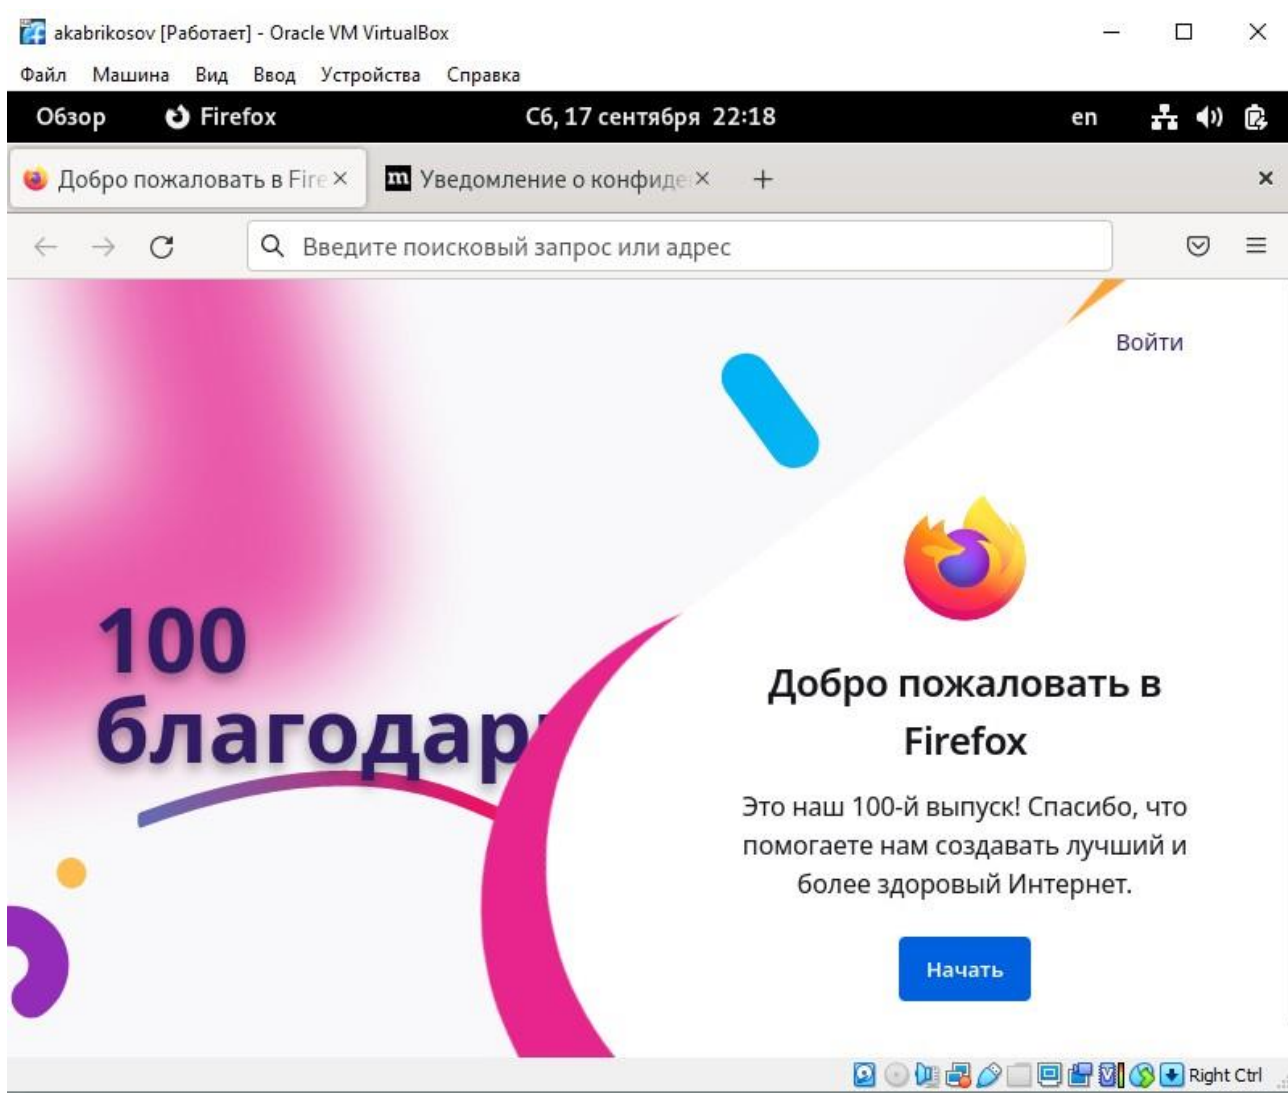 akabrikosov [Работает] - Oracle VM VirtualBox
Файл Машина Вид Ввод Устройства Справка
Обзор Firefox Сб, 17 сентября 22:18 en
Добро пожаловать в Fire Уведомление о конфиде
Введите поисковый запрос или адрес
Войти
100
благодар
Добро пожаловать в
Firefox
Это наш 100-й выпуск! Спасибо, что
помогаете нам создавать лучший и
более здоровый Интернет.
Начать
Right Ctrl